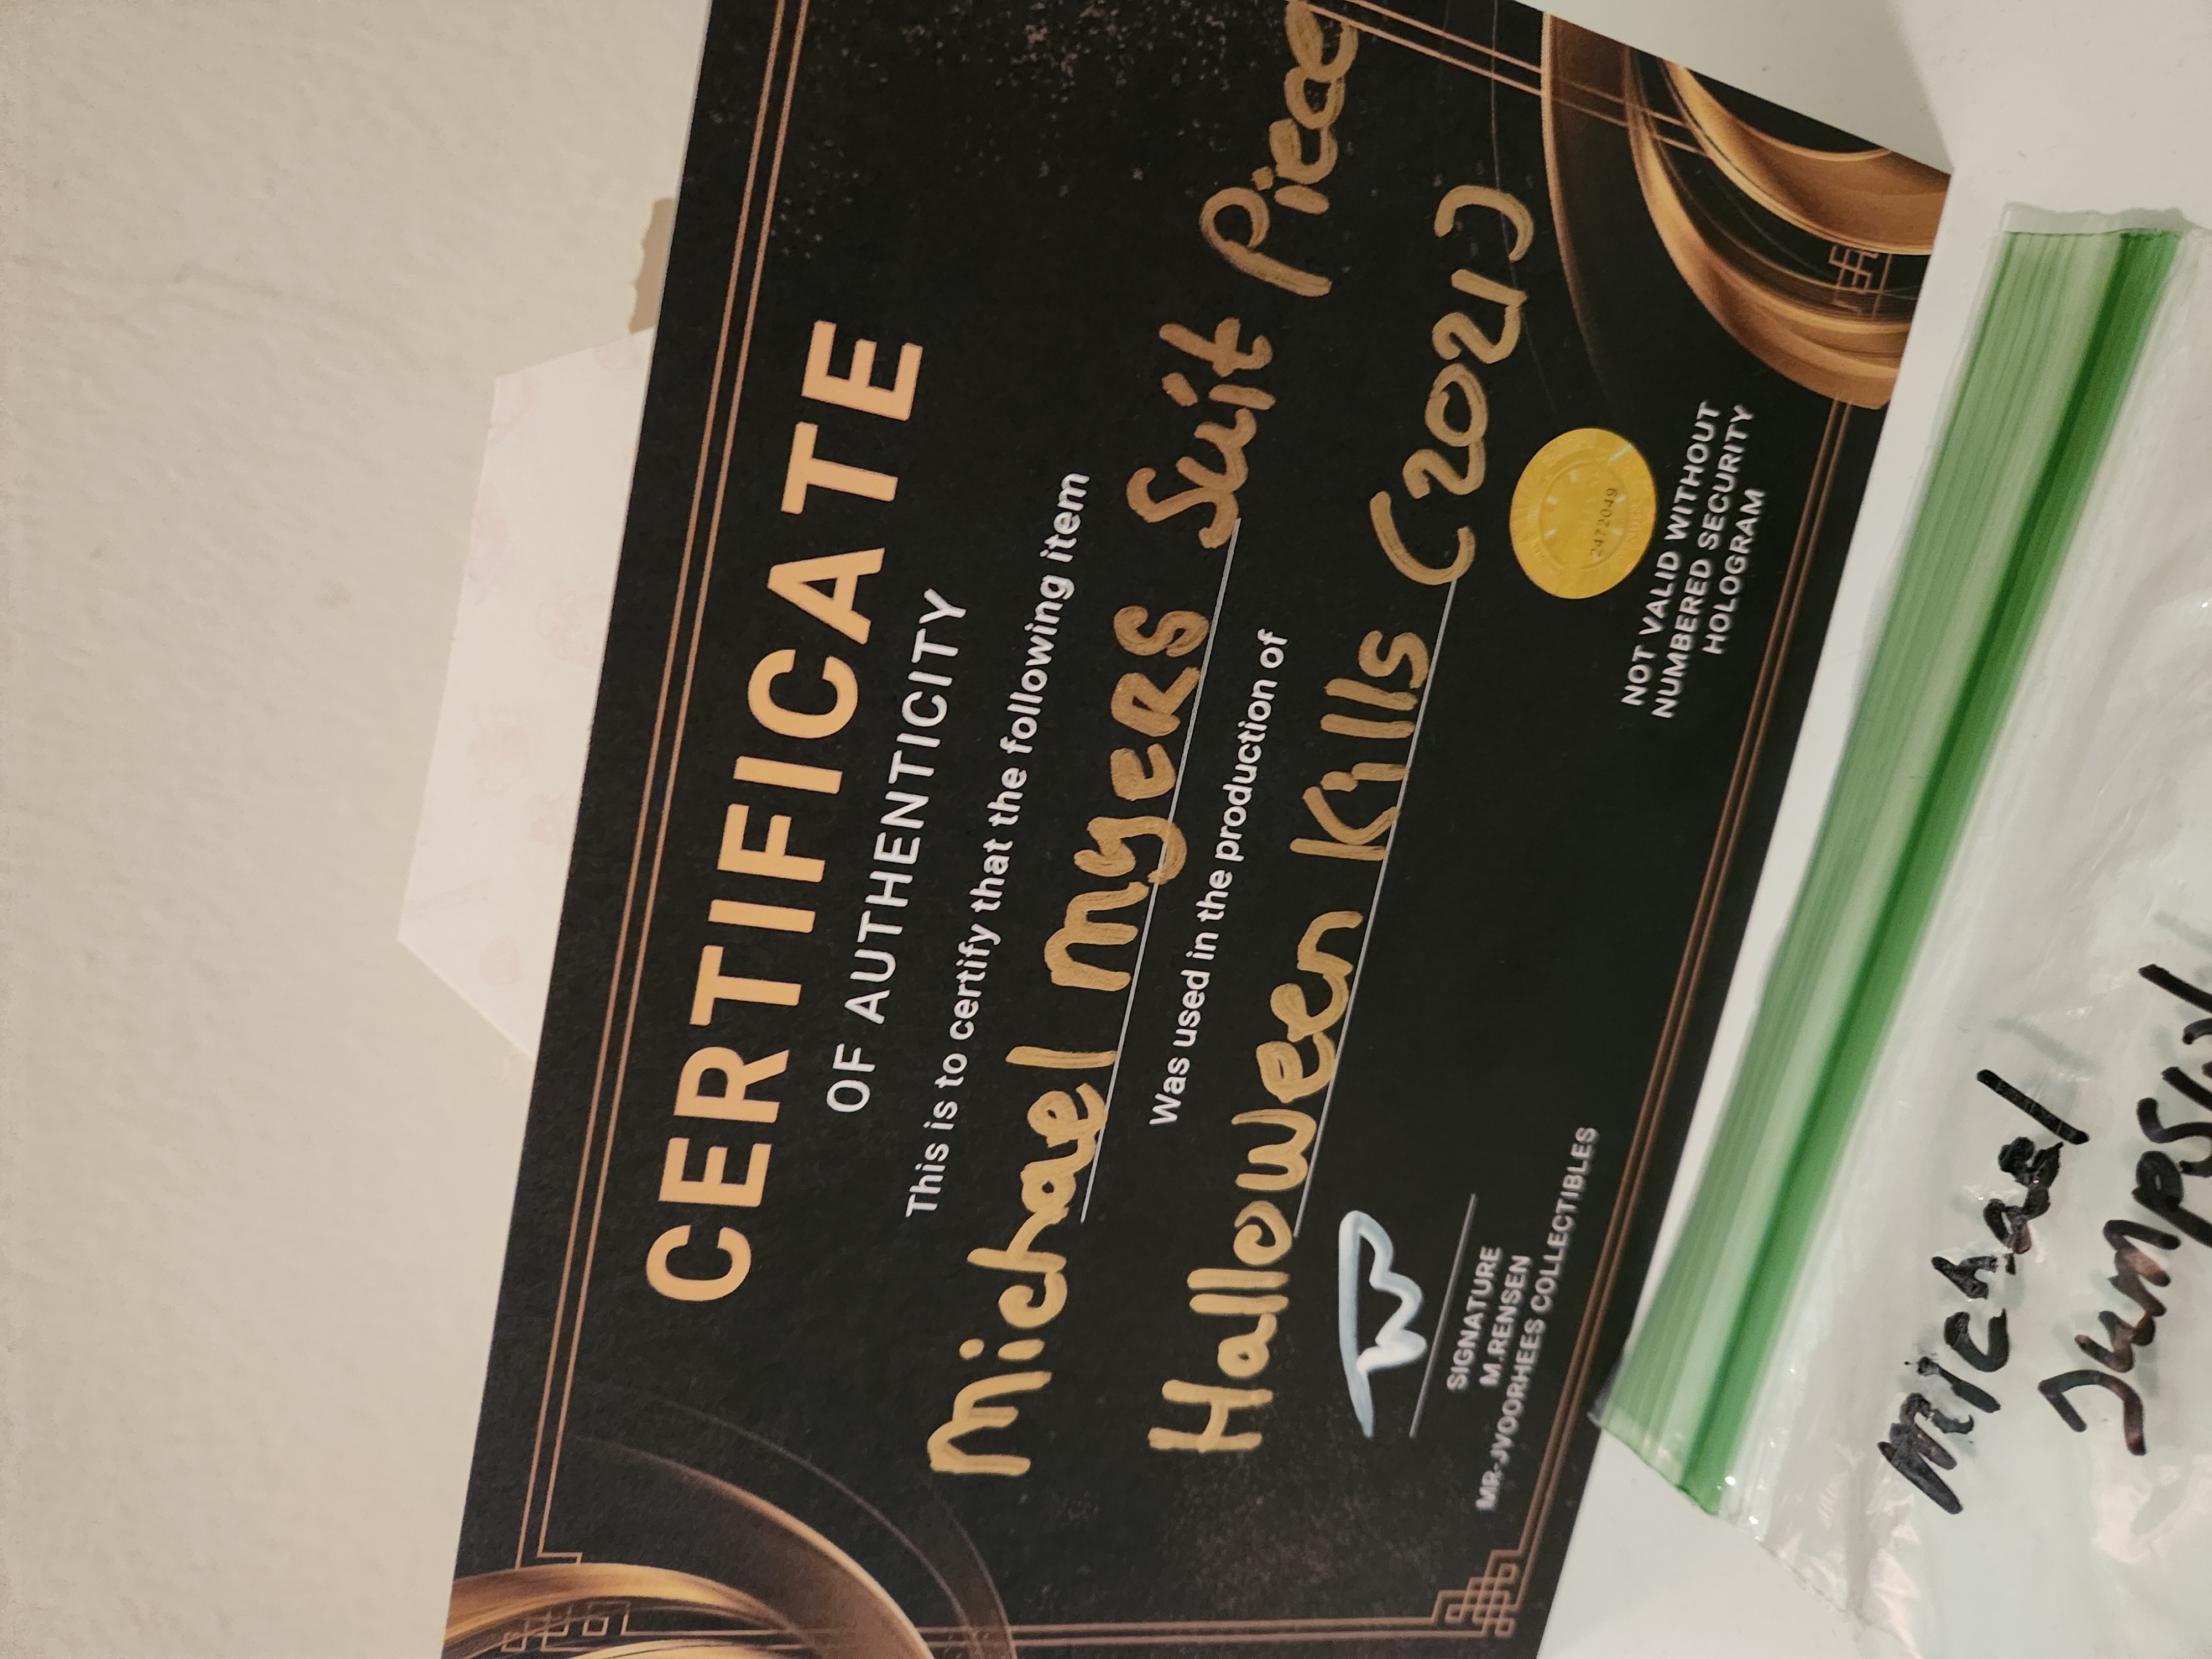 CERTIFICATE
OF AUTHENTICITY
This is to certify that the following item
Michael Myers Suit Piece
Was used in the production of
Halloween Kills (2021)
SIGNATURE
M.RENSEN
MR-JVOORHEES COLLECTIBLES
2472049
NOT VALID WITHOUT
NUMBERED SECURITY
HOLOGRAM
Michael